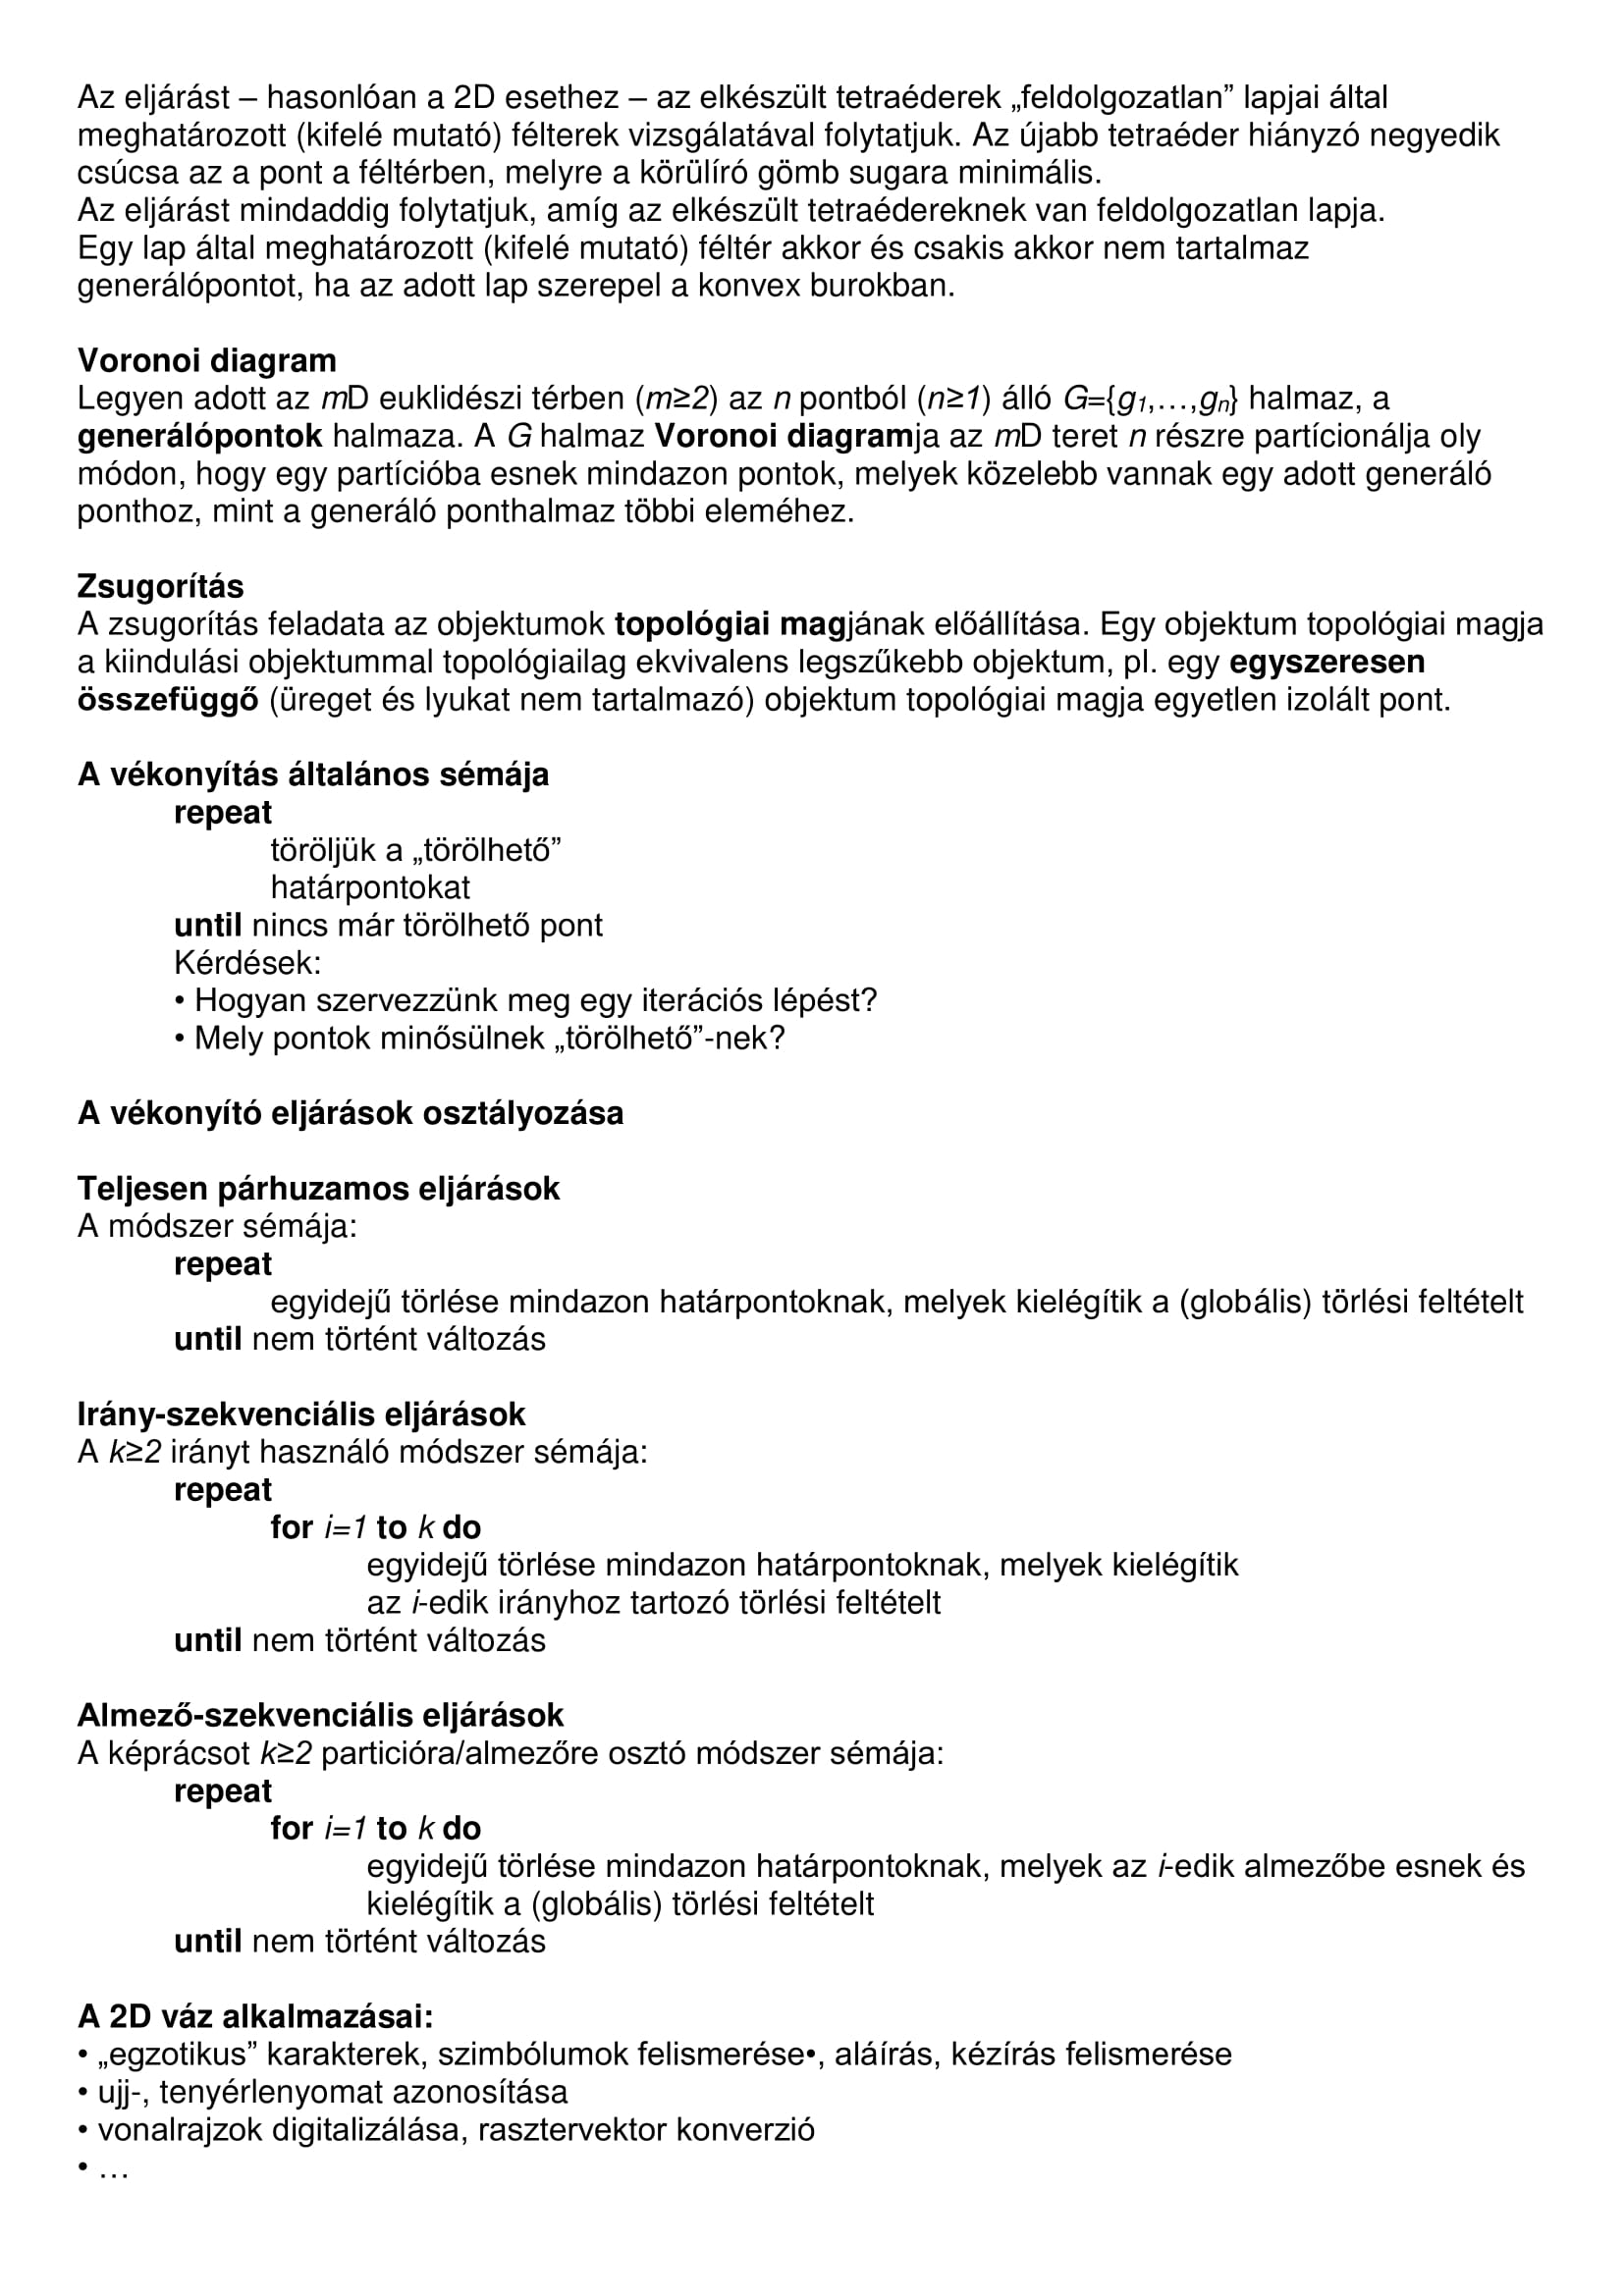 Az eljárást – hasonlóan a 2D esethez – az elkészült tetraéderek „feldolgozatlan” lapjai által
meghatározott (kifelé mutató) félterek vizsgálatával folytatjuk. Az újabb tetraéder hiányzó negyedik
csúcsa az a pont a féltérben, melyre a körülíró gömb sugara minimális.
Az eljárást mindaddig folytatjuk, amíg az elkészült tetraédereknek van feldolgozatlan lapja.
Egy lap által meghatározott (kifelé mutató) féltér akkor és csakis akkor nem tartalmaz
generálópontot, ha az adott lap szerepel a konvex burokban.
Voronoi diagram
Legyen adott az mD euklidészi térben (m≥2) az n pontból (n≥1) álló G={g1,…,gn} halmaz, a
generálópontok halmaza. A G halmaz Voronoi diagramja az mD teret n részre partícionálja oly
módon, hogy egy partícióba esnek mindazon pontok, melyek közelebb vannak egy adott generáló
ponthoz, mint a generáló ponthalmaz többi eleméhez.
Zsugorítás
A zsugorítás feladata az objektumok topológiai magjának előállítása. Egy objektum topológiai magja
a kiindulási objektummal topológiailag ekvivalens legszűkebb objektum, pl. egy egyszeresen
összefüggő (üreget és lyukat nem tartalmazó) objektum topológiai magja egyetlen izolált pont.
A vékonyítás általános sémája
repeat
töröljük a „törölhető”
határpontokat
until nincs már törölhető pont
Kérdések:
• Hogyan szervezzünk meg egy iterációs lépést?
• Mely pontok minősülnek „törölhető”-nek?
A vékonyító eljárások osztályozása
Teljesen párhuzamos eljárások
A módszer sémája:
repeat
egyidejű törlése mindazon határpontoknak, melyek kielégítik a (globális) törlési feltételt
until nem történt változás
Irány-szekvenciális eljárások
A k≥2 irányt használó módszer sémája:
repeat
for i=1 to k do
egyidejű törlése mindazon határpontoknak, melyek kielégítik
az i-edik irányhoz tartozó törlési feltételt
until nem történt változás
Almező-szekvenciális eljárások
A képrácsot k≥2 particióra/almezőre osztó módszer sémája:
repeat
for i=1 to k do
egyidejű törlése mindazon határpontoknak, melyek az i-edik almezőbe esnek és
kielégítik a (globális) törlési feltételt
until nem történt változás
A 2D váz alkalmazásai:
• „egzotikus” karakterek, szimbólumok felismerése•, aláírás, kézírás felismerése
• ujj-, tenyérlenyomat azonosítása
• vonalrajzok digitalizálása, rasztervektor konverzió
• …